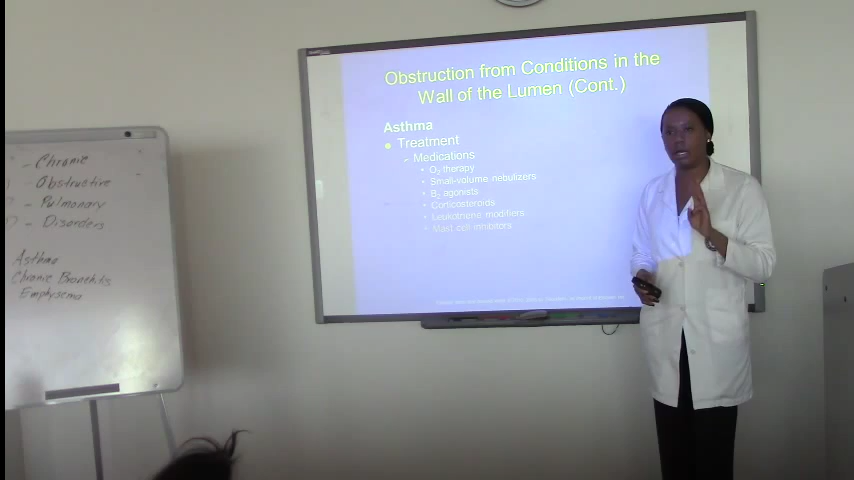 - Chronic
- Obstructive
- Pulmonary
- Disorders
Asthma
Chronic Bronchitis
Emphysema
Obstruction from Conditions in the
Wall of the Lumen (Cont.)
Asthma
• Treatment
– Medications
• O₂ therapy
• Small-volume nebulizers
• B₂ agonists
• Corticosteroids
• Leukotriene modifiers
• Mast cell inhibitors